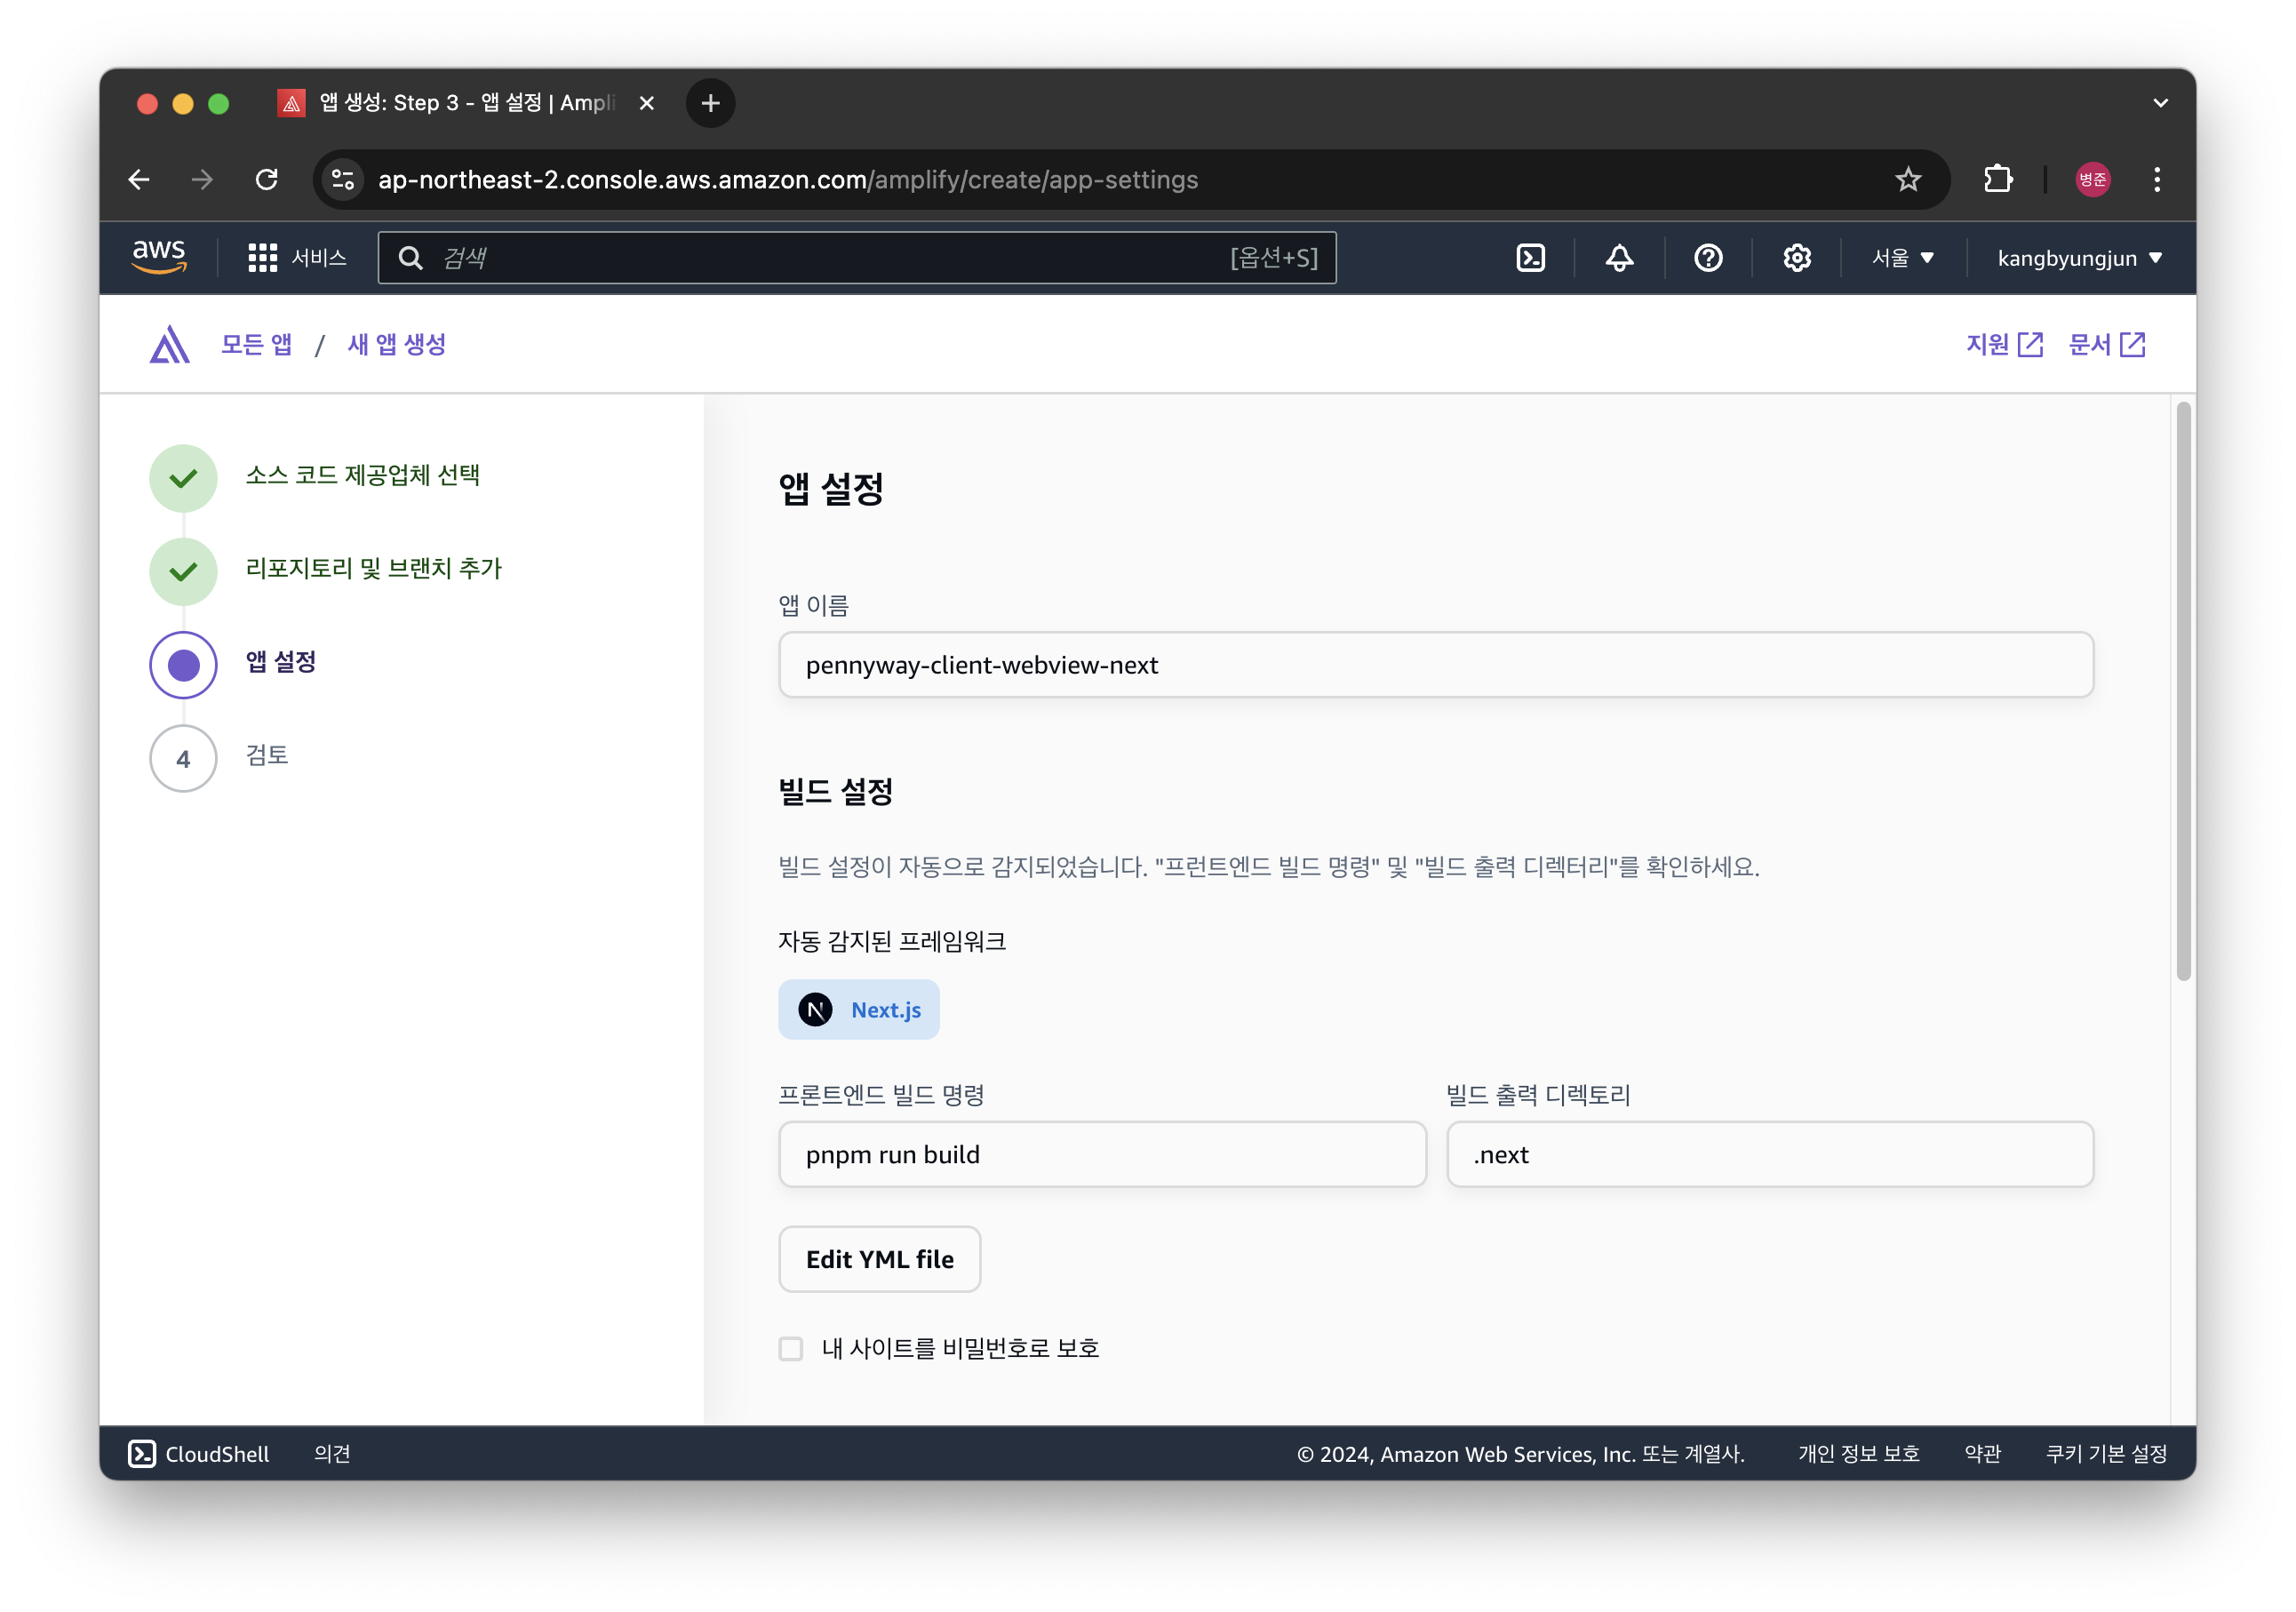 앱 생성: Step 3 - 앱 설정 | Ampli
ap-northeast-2.console.aws.amazon.com/amplify/create/app-settings
병준
aws
서비스
검색
[옵션+S]
서울
kangbyungjun
모든 앱 / 새 앱 생성
지원
문서
소스 코드 제공업체 선택
리포지토리 및 브랜치 추가
앱 설정
4 검토
앱 설정
앱 이름
pennyway-client-webview-next
빌드 설정
빌드 설정이 자동으로 감지되었습니다. "프런트엔드 빌드 명령" 및 "빌드 출력 디렉터리"를 확인하세요.
자동 감지된 프레임워크
N Next.js
프론트엔드 빌드 명령
빌드 출력 디렉토리
pnpm run build
.next
Edit YML file
내 사이트를 비밀번호로 보호
CloudShell
의견
© 2024, Amazon Web Services, Inc. 또는 계열사.
개인 정보 보호
약관
쿠키 기본 설정